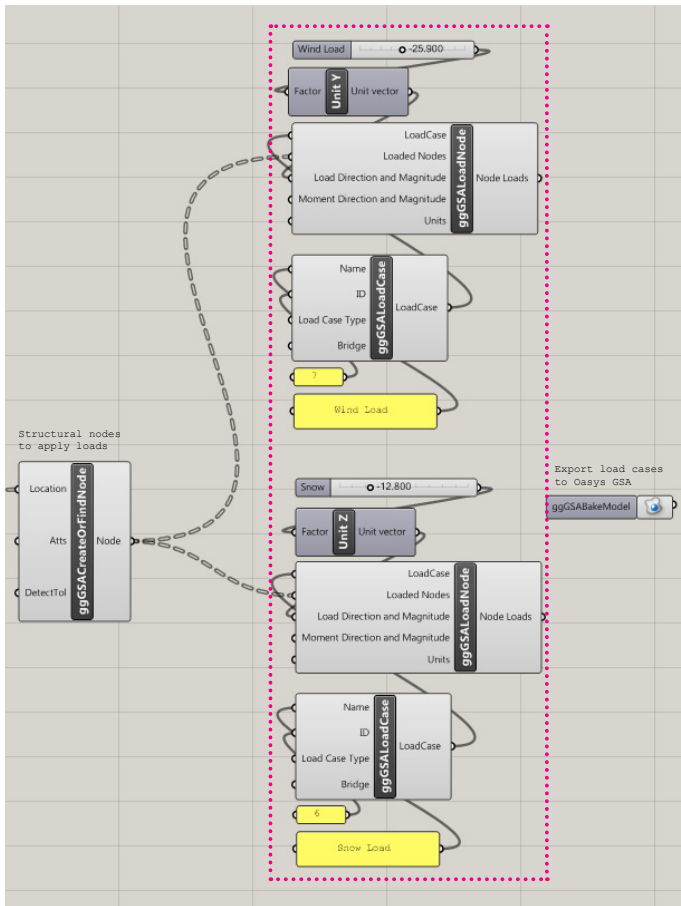 Wind Load -25.900
Factor Unit Y Unit vector
LoadCase
Loaded Nodes
Load Direction and Magnitude
Moment Direction and Magnitude
Units
ggGSALoadNode
Node Loads
Name
ID
Load Case Type
Bridge
ggGSALoadCase
LoadCase
7
Wind Load
Structural nodes
to apply loads
Location
Atts
DetectTol
ggGSACreateOrFindNode
Node
Snow -12.800
Factor Unit Z Unit vector
LoadCase
Loaded Nodes
Load Direction and Magnitude
Moment Direction and Magnitude
Units
ggGSALoadNode
Node Loads
Name
ID
Load Case Type
Bridge
ggGSALoadCase
LoadCase
6
Snow Load
Export load cases
to Oasys GSA
ggGSABakeModel